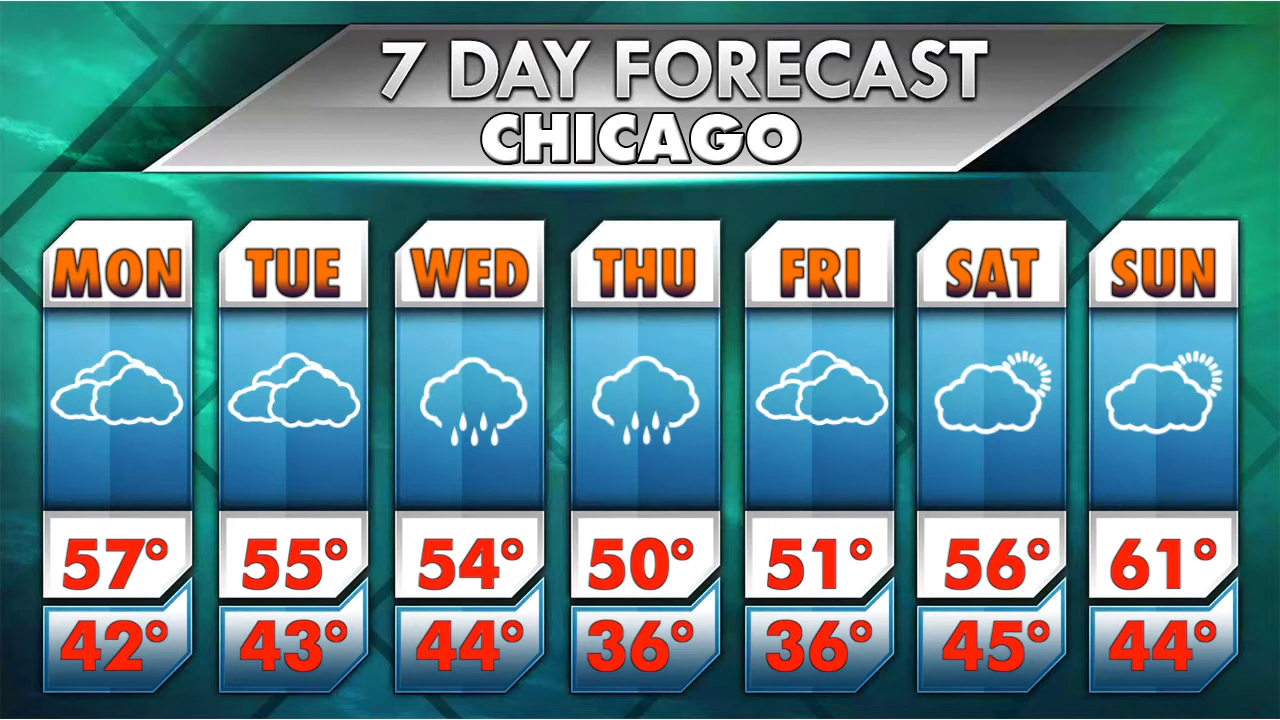 7 DAY FORECAST
CHICAGO
MON TUE WED THU FRI SAT SUN
57° 55° 54° 50° 51° 56° 61°
42° 43° 44° 36° 36° 45° 44°